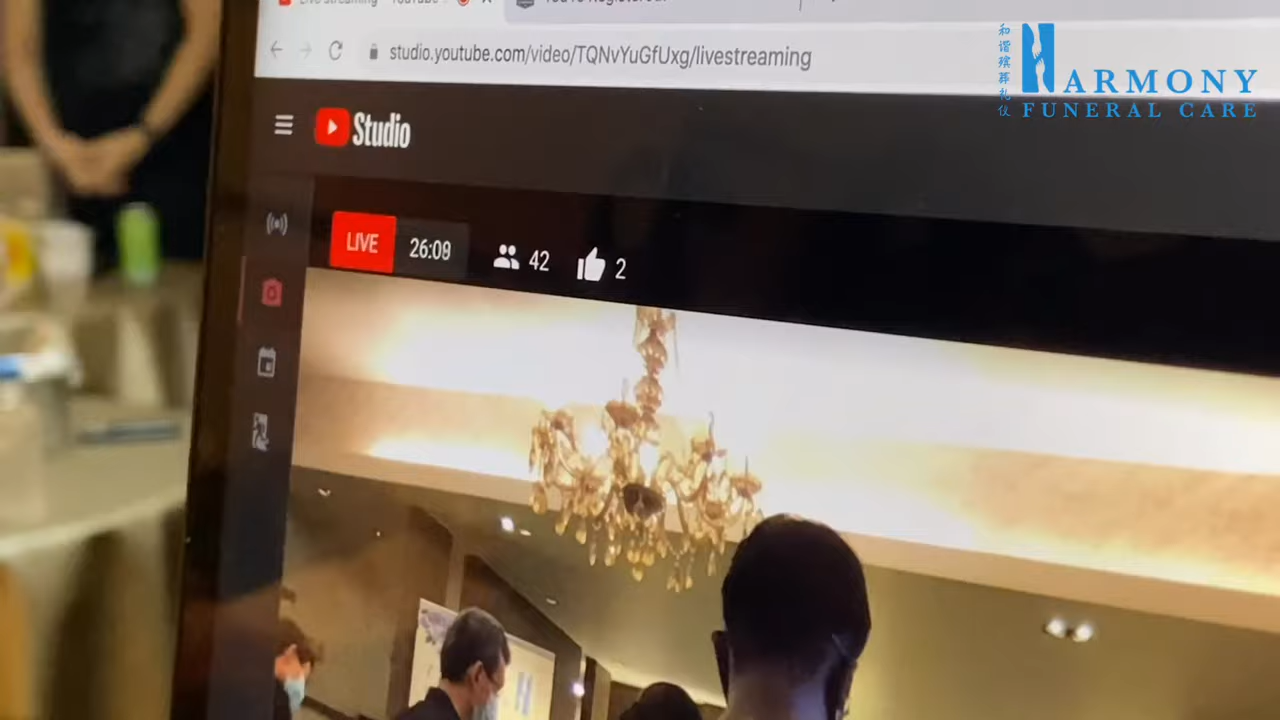 Live streaming - YouTube
studio.youtube.com/video/TQNvYuGfUxg/livestreaming
和谐殡葬礼仪
HARMONY
FUNERAL CARE
Studio
LIVE 26:09 42 2